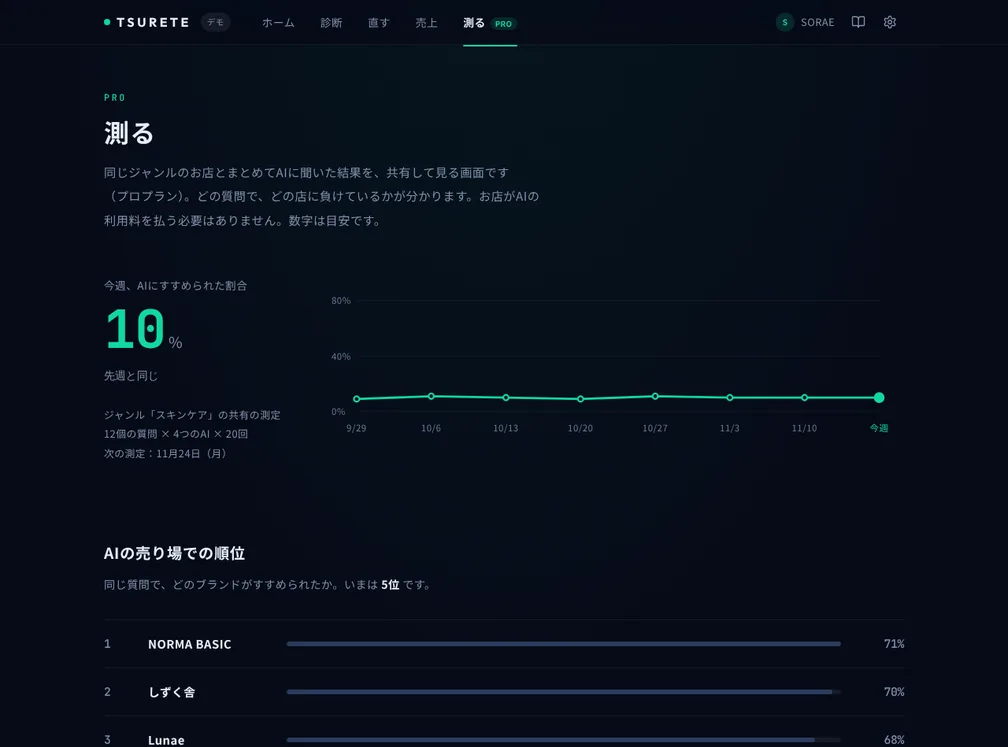 TSURETE デモ ホーム 診断 直す 売上 測る PRO S SORAE
PRO
測る
同じジャンルのお店とまとめてAIに聞いた結果を、共有して見る画面です
（プロプラン）。どの質問で、どの店に負けているかが分かります。お店がAIの
利用料を払う必要はありません。数字は目安です。
今週、AIにすすめられた割合
10%
先週と同じ
ジャンル「スキンケア」の共有の測定
12個の質問 × 4つのAI × 20回
次の測定：11月24日（月）
80%
40%
0%
9/29 10/6 10/13 10/20 10/27 11/3 11/10 今週
AIの売り場での順位
同じ質問で、どのブランドがすすめられたか。いまは 5位 です。
1 NORMA BASIC 71%
2 しずく舎 70%
3 Lunae 68%